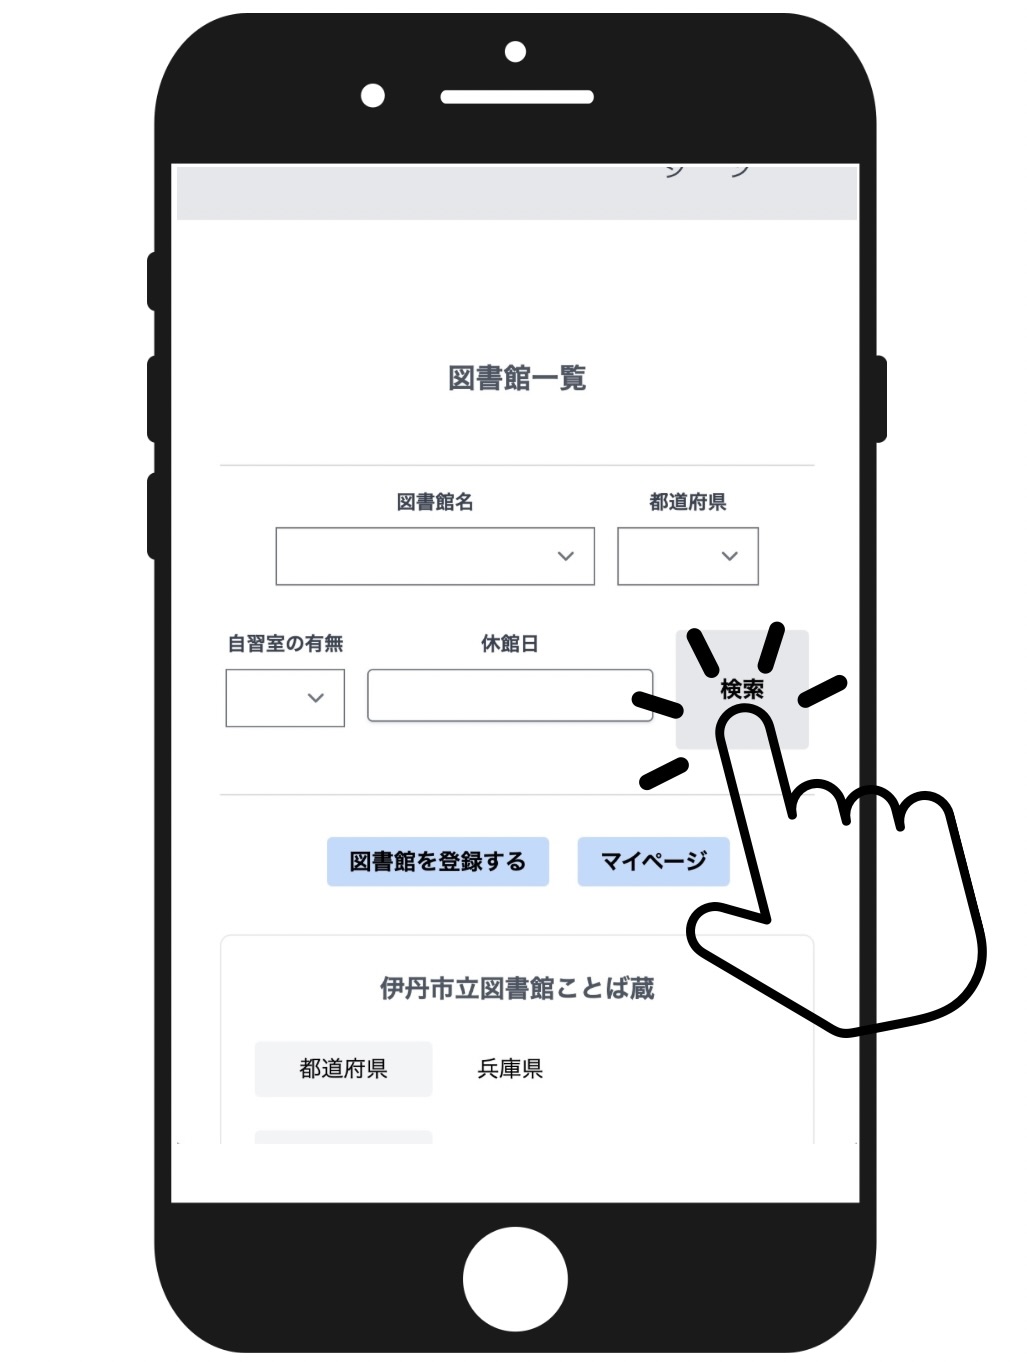 図書館一覧
図書館名 都道府県
自習室の有無 休館日 検索
図書館を登録する マイページ
伊丹市立図書館ことば蔵
都道府県 兵庫県